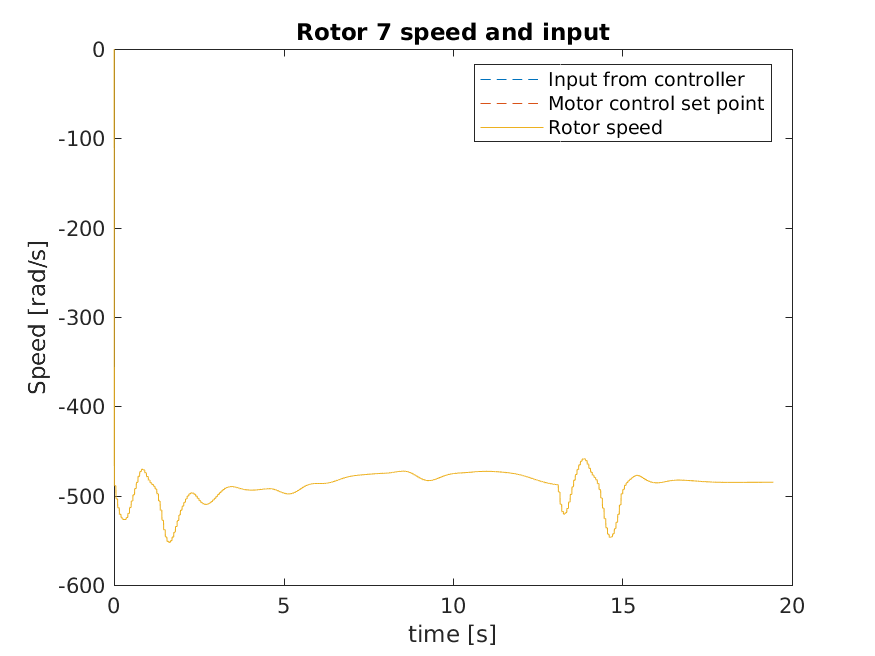 Rotor 7 speed and input
Input from controller
Motor control set point
Rotor speed
0
-100
-200
-300
-400
-500
-600
Speed [rad/s]
0 5 10 15 20
time [s]